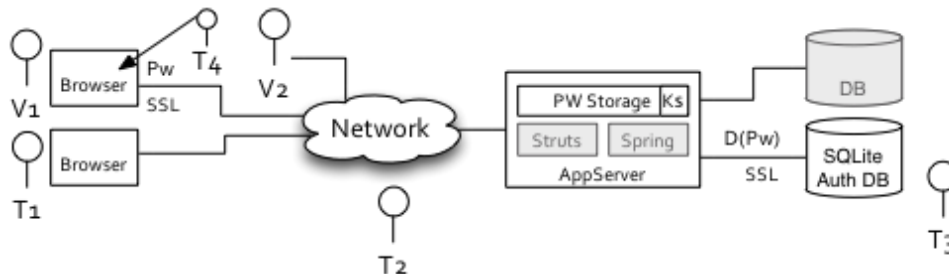 T4
V1
Browser
Pw
SSL
V2
T1
Browser
Network
T2
PW Storage
Ks
Struts
Spring
AppServer
DB
D(Pw)
SSL
SQLite
Auth DB
T3